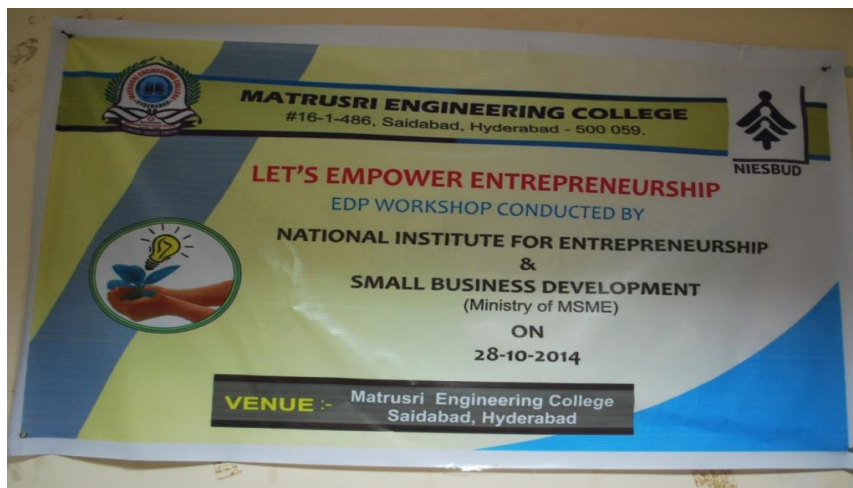 MATRUSRI ENGINEERING COLLEGE
#16-1-486, Saidabad, Hyderabad - 500 059.
NIESBUD
LET'S EMPOWER ENTREPRENEURSHIP
EDP WORKSHOP CONDUCTED BY
NATIONAL INSTITUTE FOR ENTREPRENEURSHIP
&
SMALL BUSINESS DEVELOPMENT
(Ministry of MSME)
ON
28-10-2014
VENUE :- Matrusri Engineering College
Saidabad, Hyderabad